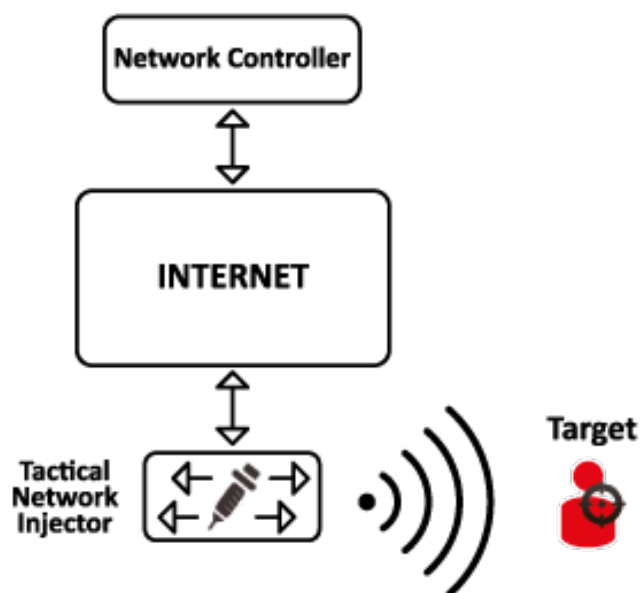 Network Controller
INTERNET
Target
Tactical
Network
Injector